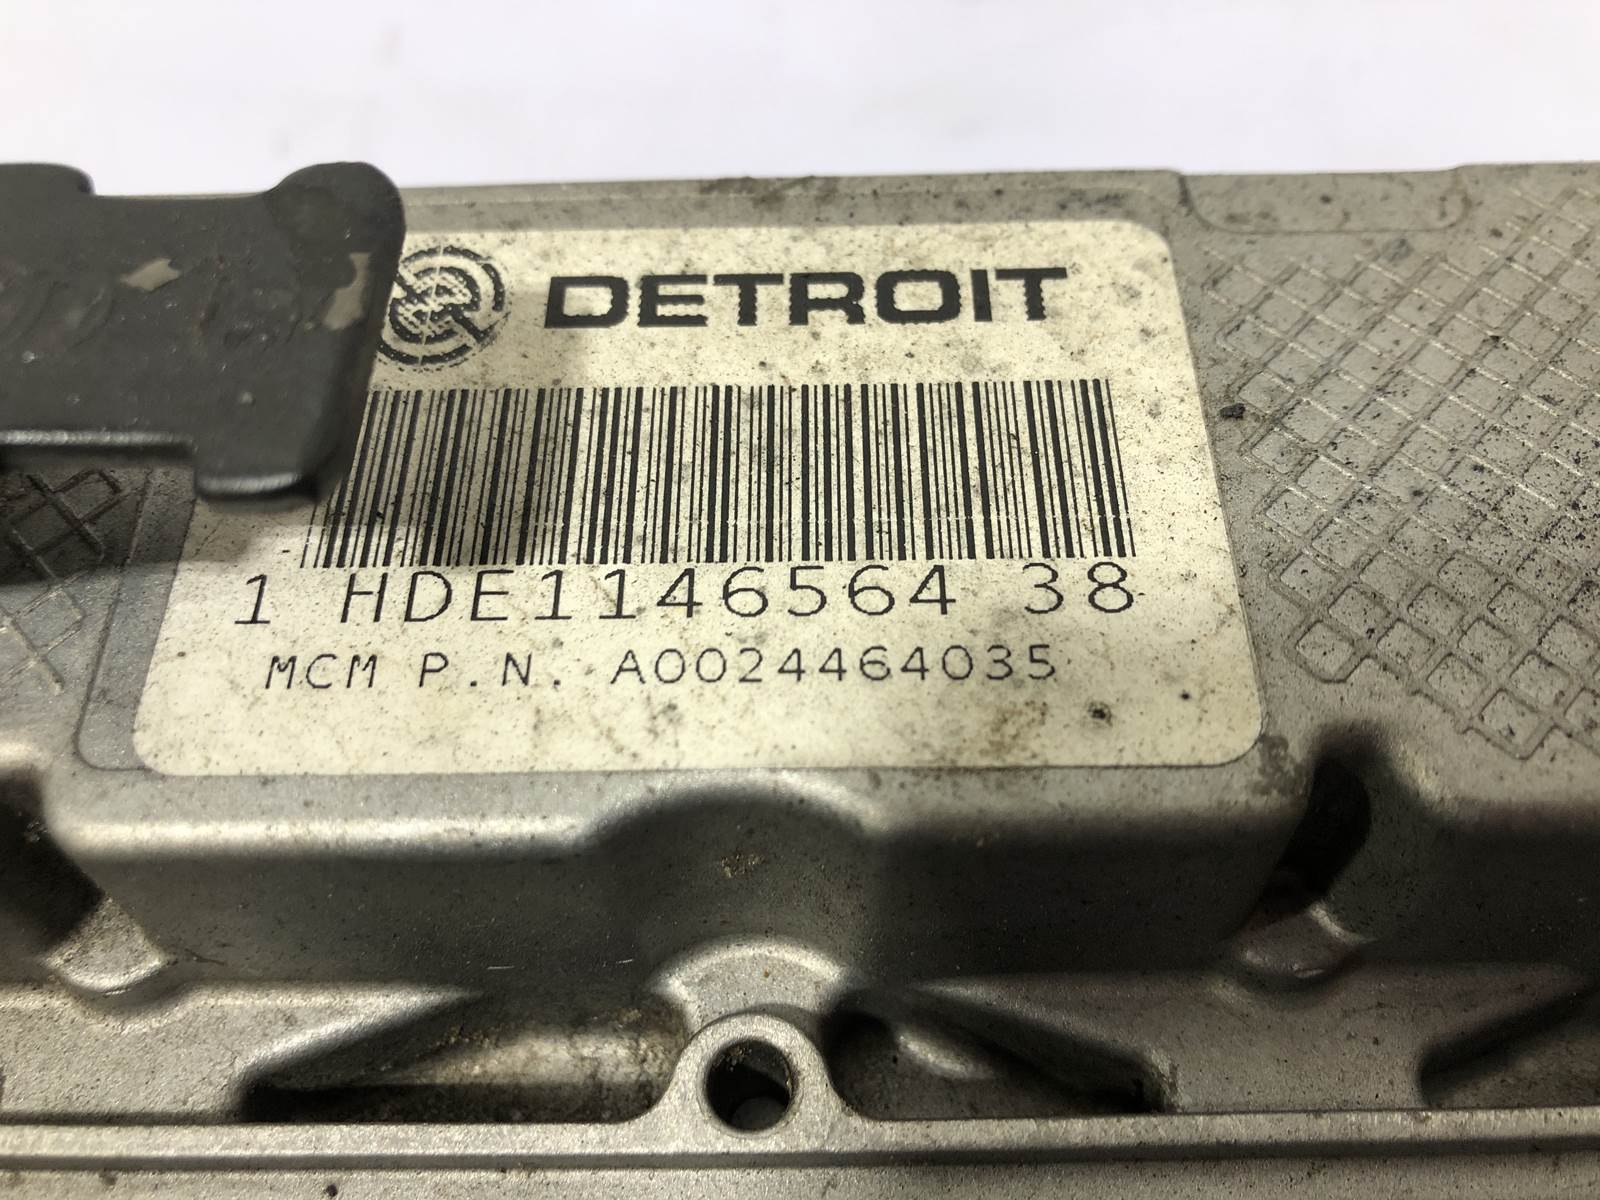 DETROIT
1 HDE1146564 38
MCM P.N. A0024464035